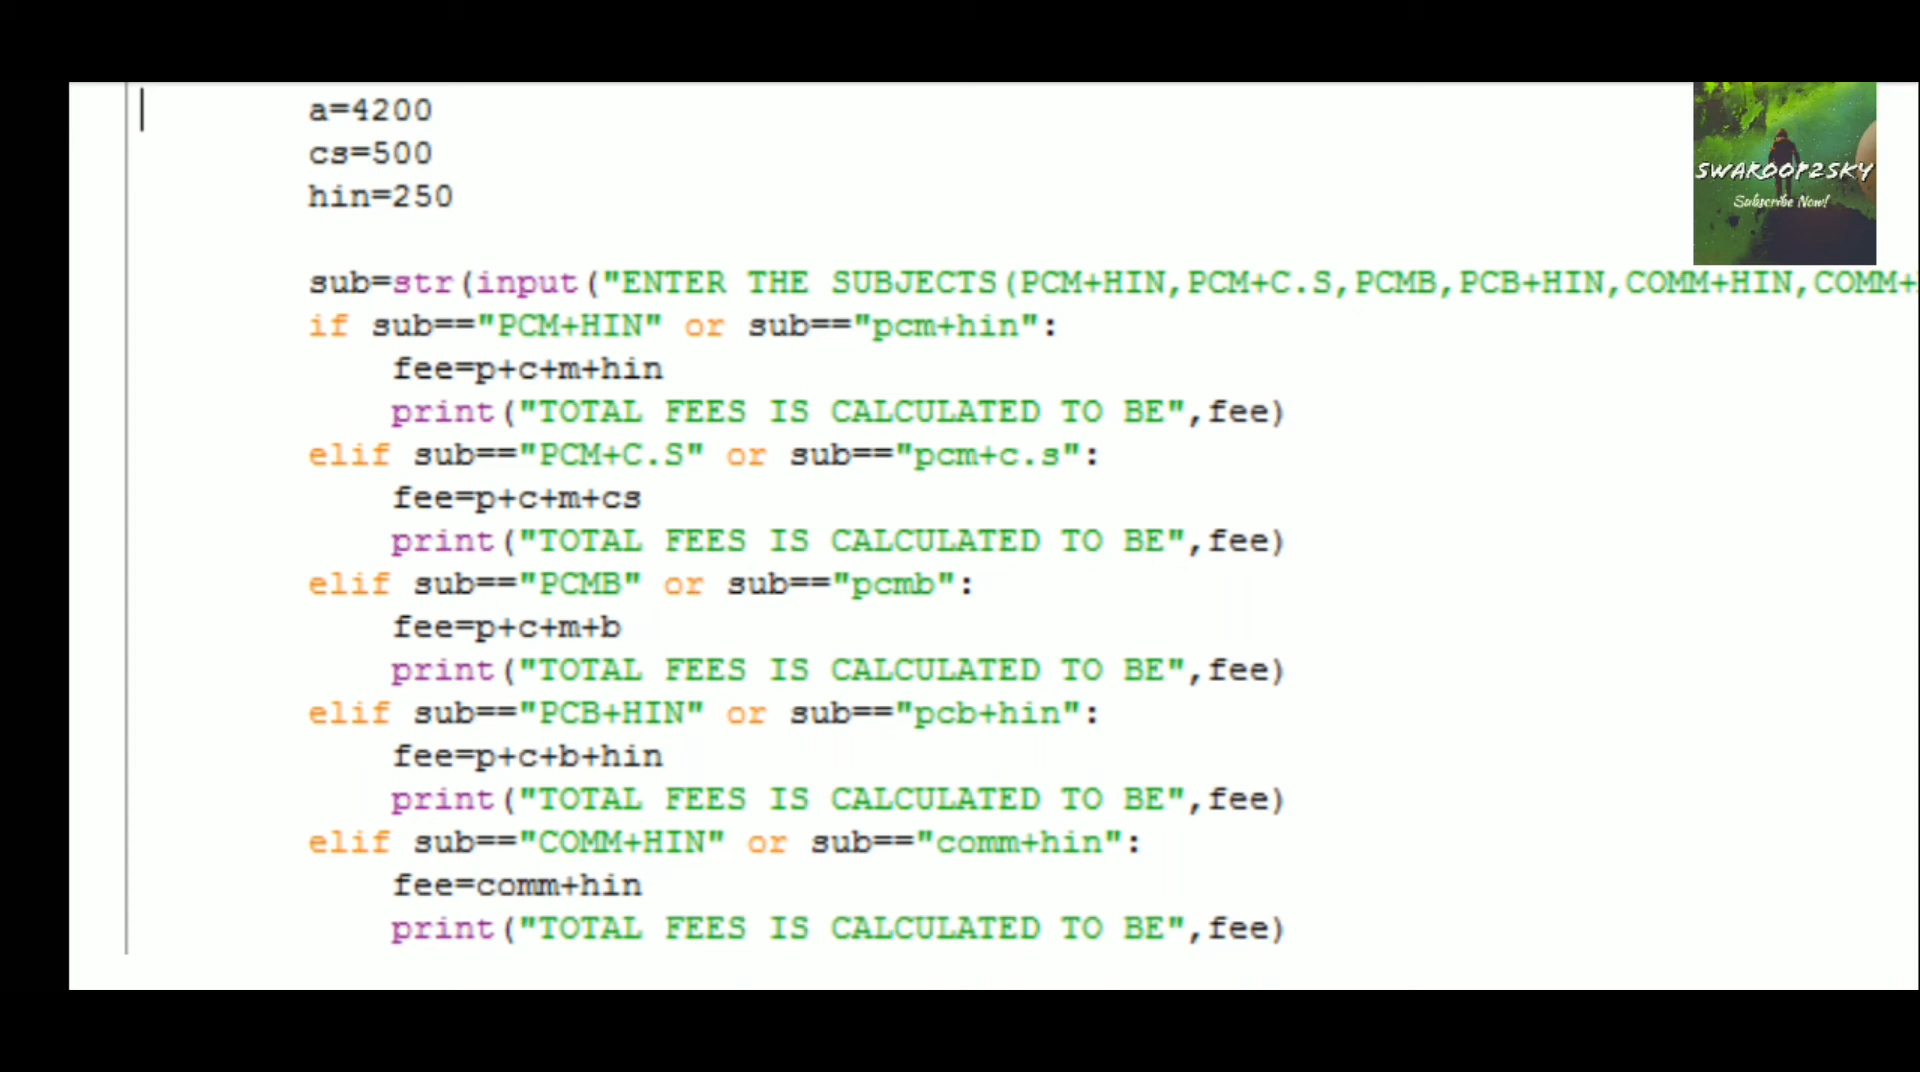 a=4200
cs=500
hin=250
SWAROOP2SKY
Subscribe Now!
sub=str(input("ENTER THE SUBJECTS(PCM+HIN,PCM+C.S,PCMB,PCB+HIN,COMM+HIN,COMM+
if sub=="PCM+HIN" or sub=="pcm+hin":
fee=p+c+m+hin
print("TOTAL FEES IS CALCULATED TO BE",fee)
elif sub=="PCM+C.S" or sub=="pcm+c.s":
fee=p+c+m+cs
print("TOTAL FEES IS CALCULATED TO BE",fee)
elif sub=="PCMB" or sub=="pcmb":
fee=p+c+m+b
print("TOTAL FEES IS CALCULATED TO BE",fee)
elif sub=="PCB+HIN" or sub=="pcb+hin":
fee=p+c+b+hin
print("TOTAL FEES IS CALCULATED TO BE",fee)
elif sub=="COMM+HIN" or sub=="comm+hin":
fee=comm+hin
print("TOTAL FEES IS CALCULATED TO BE",fee)